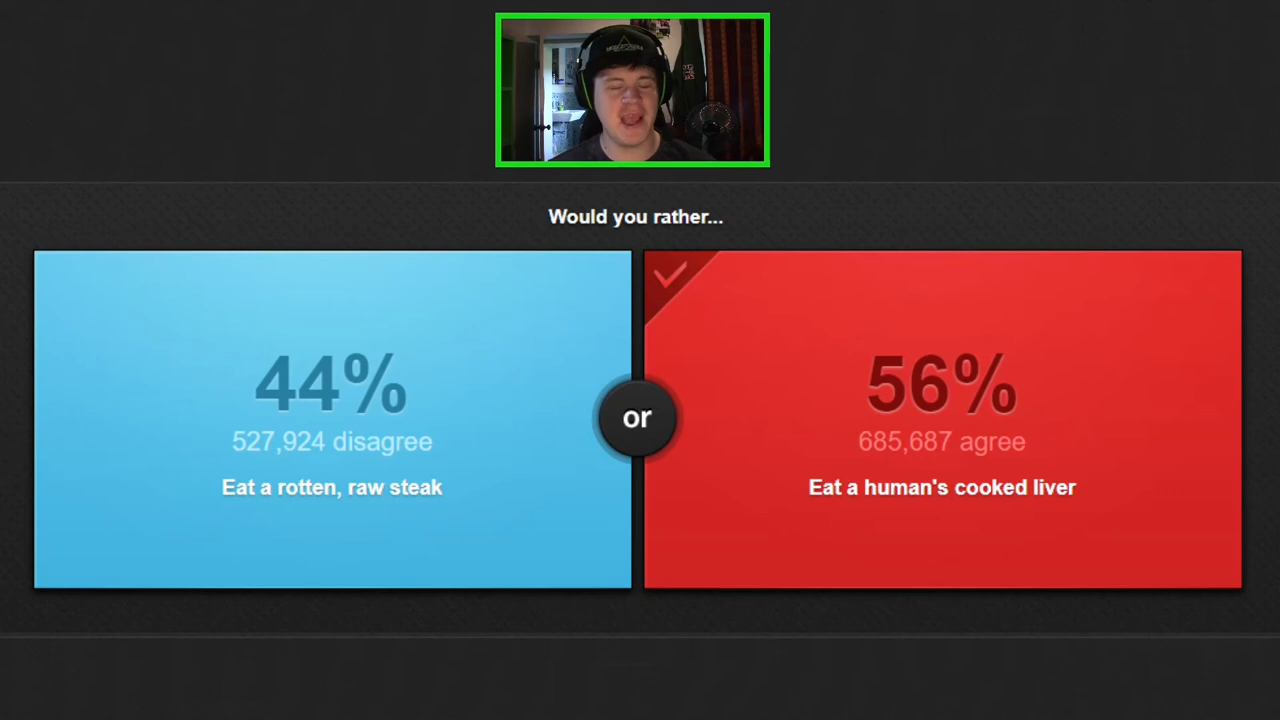 Would you rather...
44%
527,924 disagree
Eat a rotten, raw steak
or
56%
685,687 agree
Eat a human's cooked liver